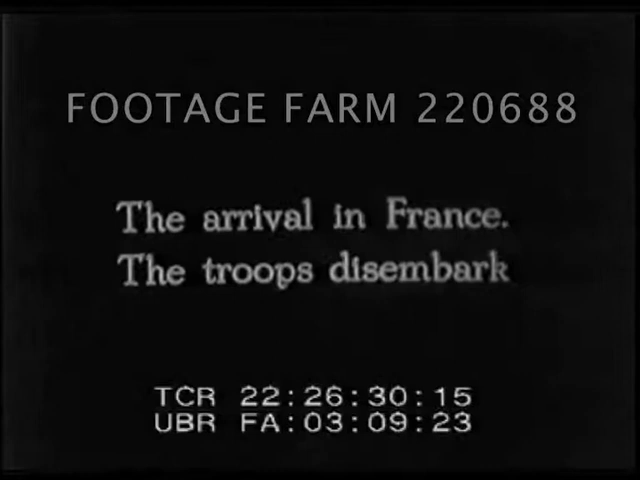 FOOTAGE FARM 220688
The arrival in France.
The troops disembark
TCR 22:26:30:15
UBR FA:03:09:23